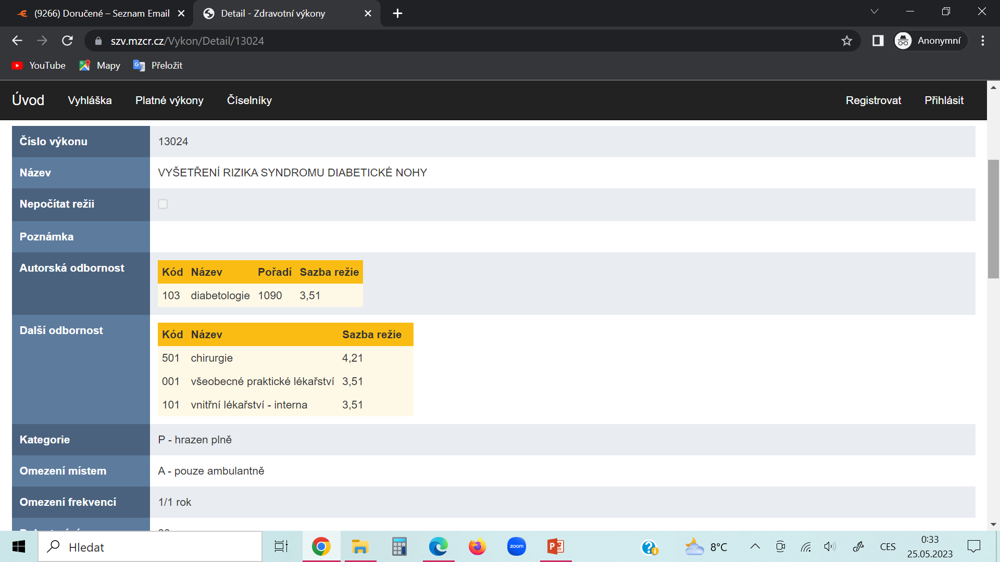 (9266) Doručené – Seznam Email
Detail - Zdravotní výkony
szv.mzcr.cz/Vykon/Detail/13024
Anonymní
YouTube Mapy Přeložit
Úvod Vyhláška Platné výkony Číselníky Registrovat Přihlásit
Číslo výkonu 13024
Název VYŠETŘENÍ RIZIKA SYNDROMU DIABETICKÉ NOHY
Nepočítat režii
Poznámka
Autorská odbornost
Kód Název Pořadí Sazba režie
103 diabetologie 1090 3,51
Další odbornost
Kód Název Sazba režie
501 chirurgie 4,21
001 všeobecné praktické lékařství 3,51
101 vnitřní lékařství - interna 3,51
Kategorie P - hrazen plně
Omezení místem A - pouze ambulantně
Omezení frekvencí 1/1 rok
Hledat
zoom
8°C
CES
0:33
25.05.2023